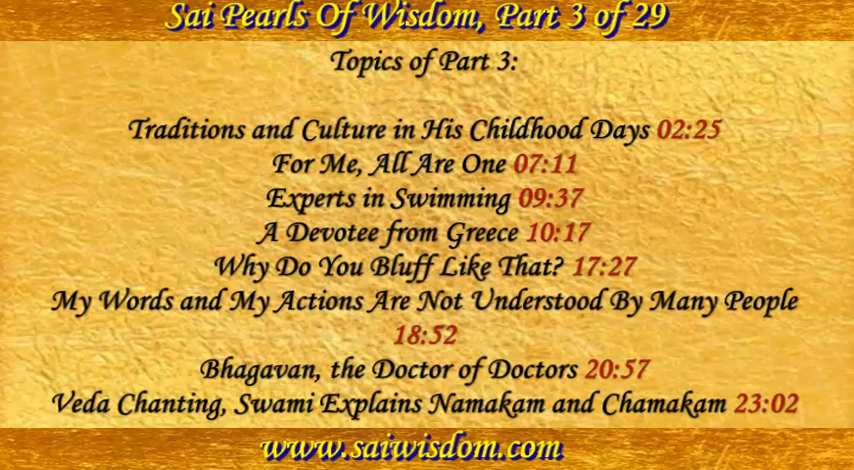 Sai Pearls Of Wisdom, Part 3 of 29
Topics of Part 3:
Traditions and Culture in His Childhood Days 02:25
For Me, All Are One 07:11
Experts in Swimming 09:37
A Devotee from Greece 10:17
Why Do You Bluff Like That? 17:27
My Words and My Actions Are Not Understood By Many People
18:52
Bhagavan, the Doctor of Doctors 20:57
Veda Chanting, Swami Explains Namakam and Chamakam 23:02
www.saiwisdom.com